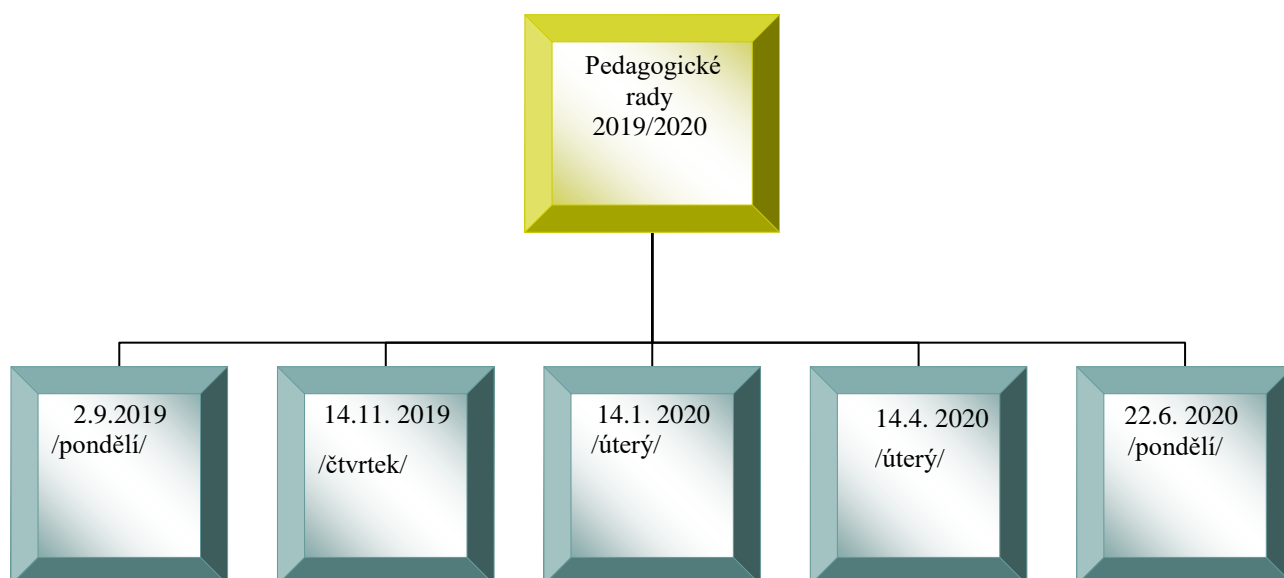 Pedagogické
rady
2019/2020
2.9.2019
/pondělí/
14.11. 2019
/čtvrtek/
14.1. 2020
/úterý/
14.4. 2020
/úterý/
22.6. 2020
/pondělí/